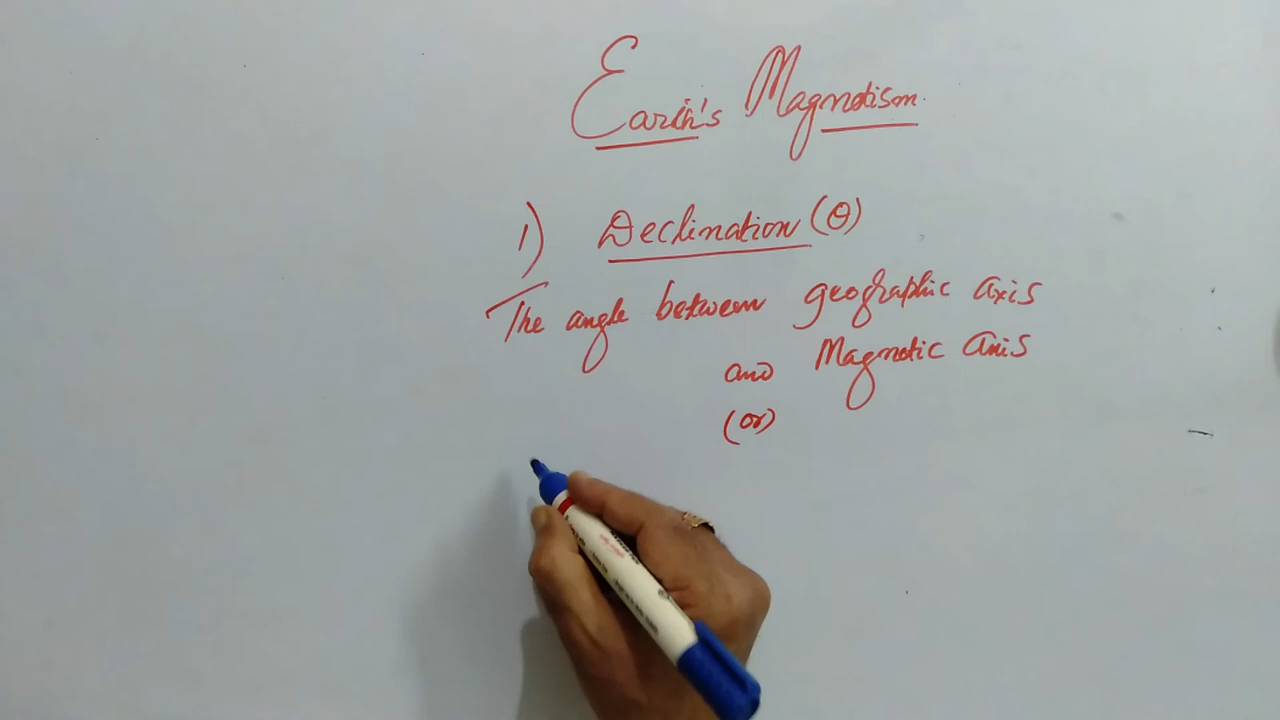 Earth's Magnetism.
1) Declination (θ)
The angle between geographic axis
and Magnetic Axis
(or)